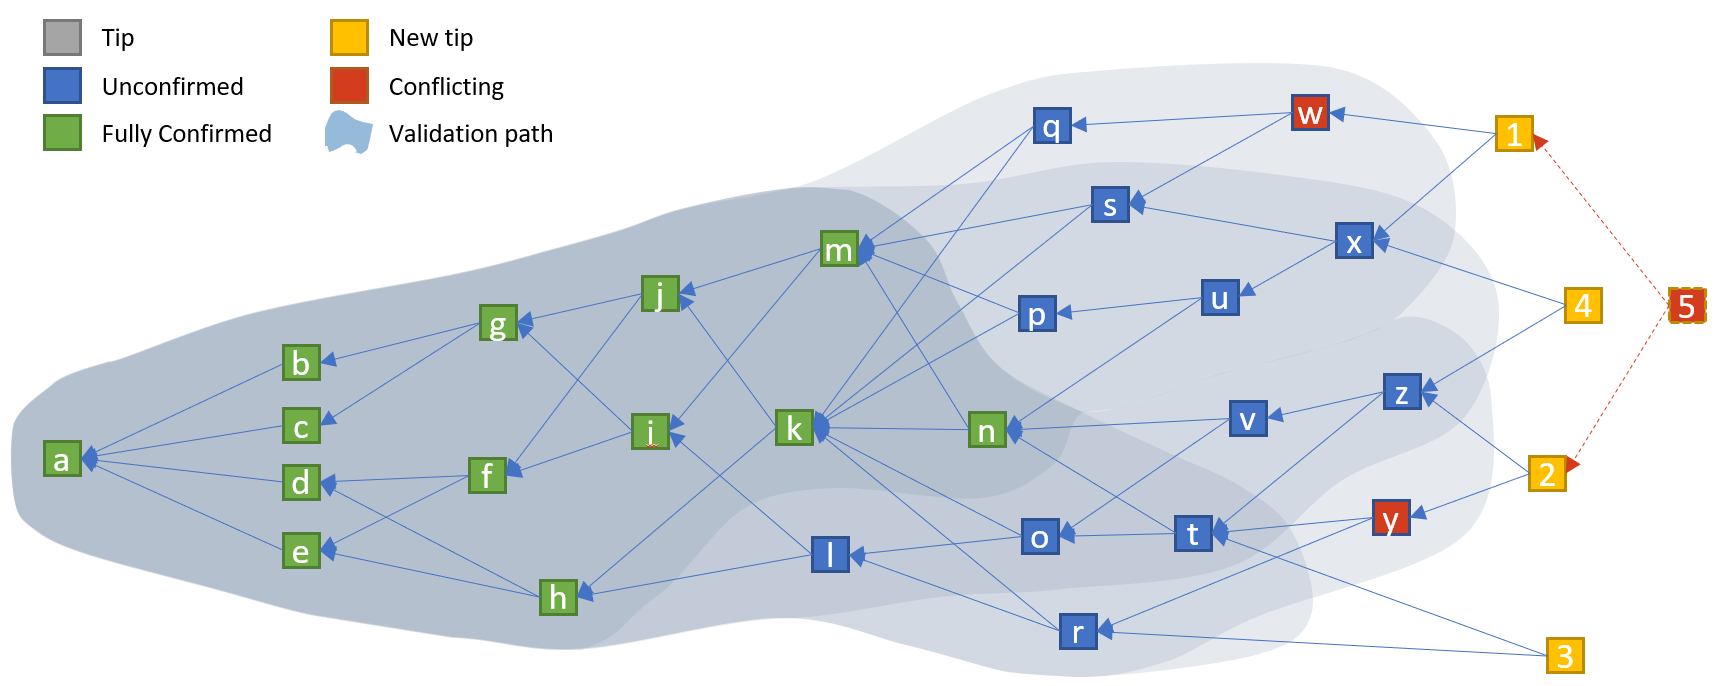 Tip
New tip
Unconfirmed
Conflicting
Fully Confirmed
Validation path
q
w
1
s
m
x
j
g
p
u
4
5
b
c
i
k
n
v
z
a
d
f
2
e
o
t
y
l
h
r
3